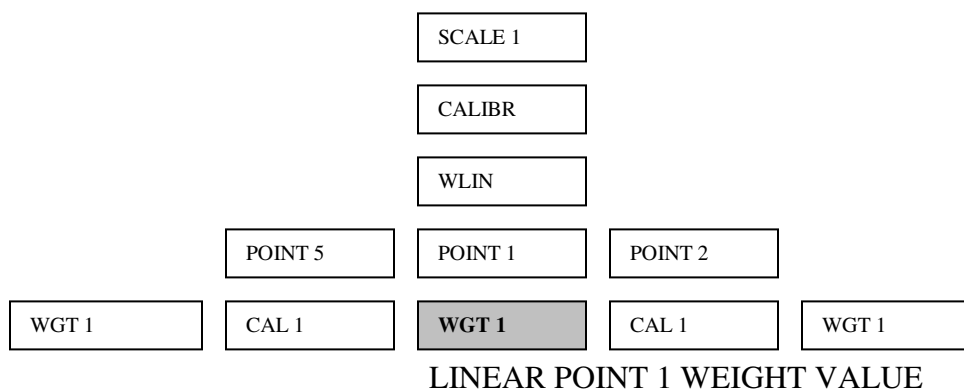 SCALE 1
CALIBR
WLIN
POINT 5 POINT 1 POINT 2
WGT 1 CAL 1 WGT 1 CAL 1 WGT 1
LINEAR POINT 1 WEIGHT VALUE